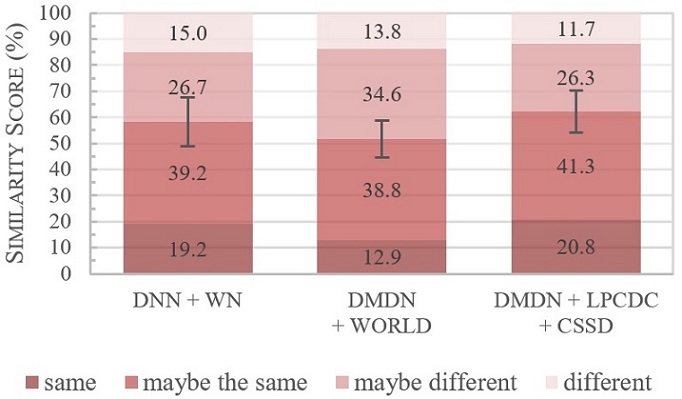 SIMILARITY SCORE (%)
100
90
80
70
60
50
40
30
20
10
0
15.0
13.8
11.7
26.7
34.6
26.3
39.2
38.8
41.3
19.2
12.9
20.8
DNN + WN
DMDN
+ WORLD
DMDN + LPCDC
+ CSSD
same
maybe the same
maybe different
different